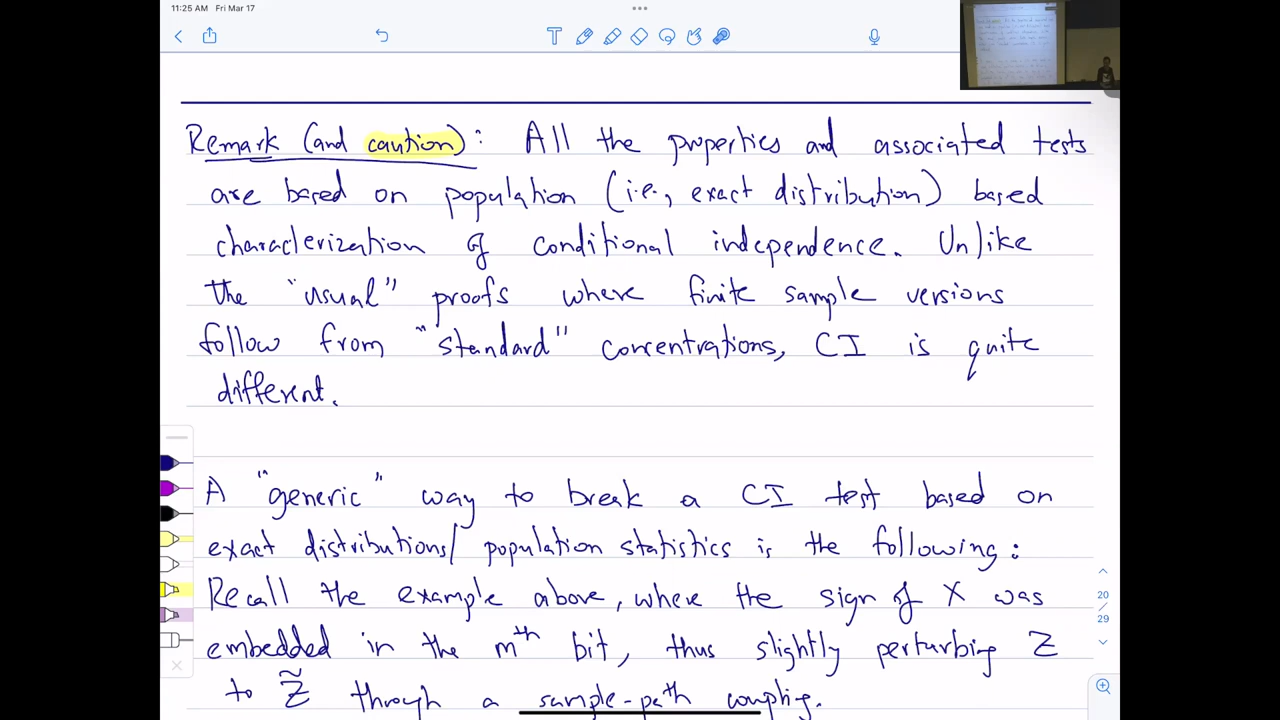 11:25 AM Fri Mar 17
Remark (and caution): All the properties and associated tests
are based on population (i.e., exact distribution) based
characterization of conditional independence. Unlike
the "usual" proofs where finite sample versions
follow from "standard" concentrations, CI is quite
different.
A "generic" way to break a CI test based on
exact distributions/population statistics is the following:
Recall the example above, where the sign of X was
embedded in the mth bit, thus slightly perturbing Z
to Z̃ through a sample-path coupling.
20
/
29